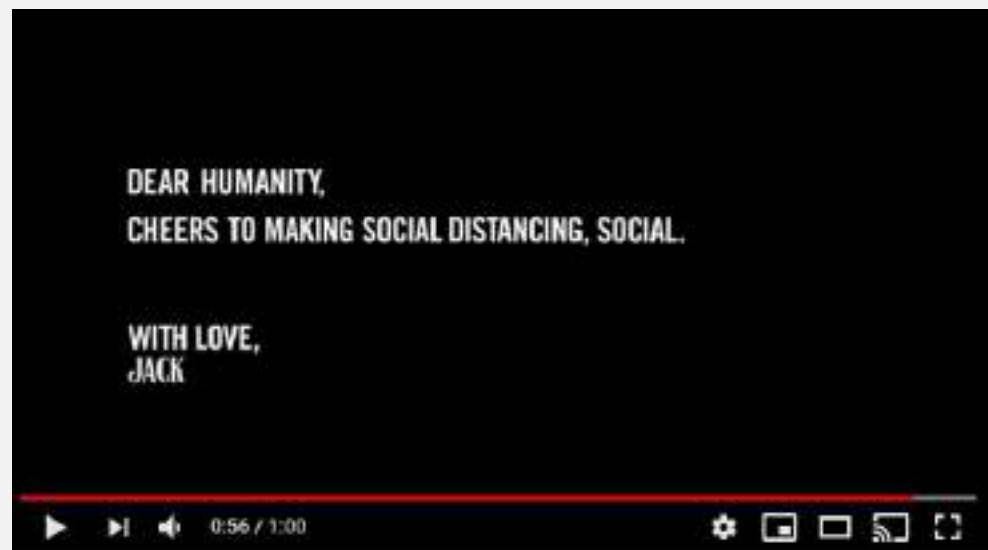 DEAR HUMANITY,
CHEERS TO MAKING SOCIAL DISTANCING, SOCIAL.
WITH LOVE,
JACK
0:56 / 1:00